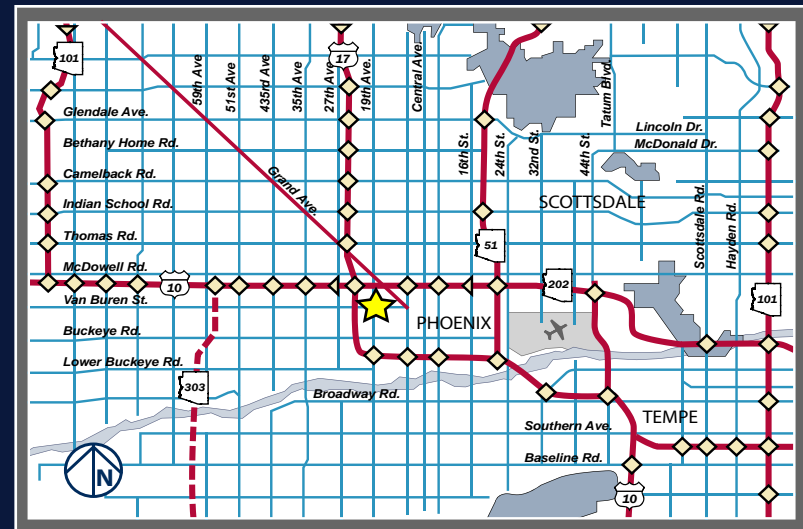 101
17
59th Ave
51st Ave
435rd Ave
35th Ave
27th Ave
19th Ave.
Central Ave.
16th St.
24th St.
32nd St.
44th St.
Tatum Blvd.
Glendale Ave.
Bethany Home Rd.
Camelback Rd.
Indian School Rd.
Thomas Rd.
McDowell Rd.
Van Buren St.
Buckeye Rd.
Lower Buckeye Rd.
Grand Ave.
Lincoln Dr.
McDonald Dr.
SCOTTSDALE
Scottsdale Rd.
Hayden Rd.
51
10
202
101
PHOENIX
303
Broadway Rd.
TEMPE
Southern Ave.
Baseline Rd.
10
N